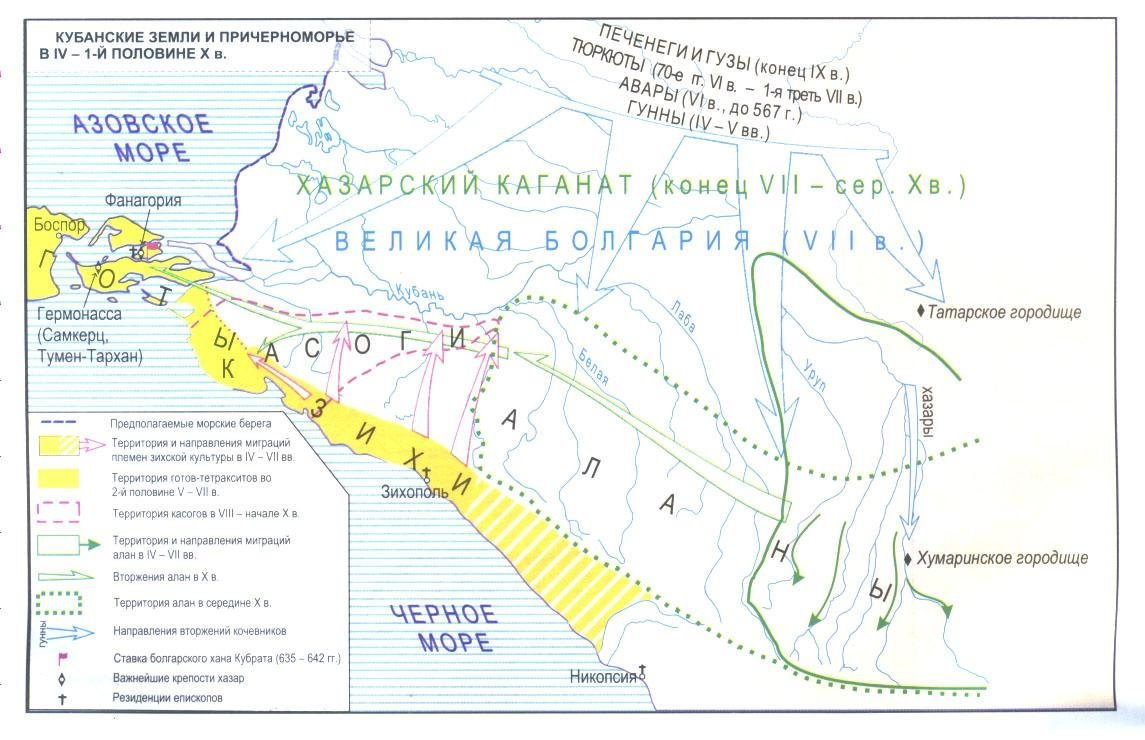 КУБАНСКИЕ ЗЕМЛИ И ПРИЧЕРНОМОРЬЕ
В IV – 1-Й ПОЛОВИНЕ X в.
ПЕЧЕНЕГИ И ГУЗЫ (конец IX в.)
ТЮРКЮТЫ (70-е гг. VI в. – 1-я треть VII в.)
АВАРЫ (VI в., до 567 г.)
ГУННЫ (IV – V вв.)
АЗОВСКОЕ
МОРЕ
ХАЗАРСКИЙ КАГАНАТ (конец VII – сер. X в.)
ВЕЛИКАЯ БОЛГАРИЯ (VII в.)
Фанагория
Боспор
ГОТЫ
Гермонасса
(Самкерц,
Тумен-Тархан)
Кубань
Лаба
Белая
Уруп
Татарское городище
хазары
КАСОГИ
ЗИХИ
АЛАНЫ
Зихополь
Хумаринское городище
ЧЕРНОЕ
МОРЕ
Никопсия
Предполагаемые морские берега
Территория и направления миграций
племен зихской культуры в IV – VII вв.
Территория готов-тетракситов во
2-й половине V – VII в.
Территория касогов в VIII – начале X в.
Территория и направления миграций
алан в IV – VII вв.
Вторжения алан в X в.
Территория алан в середине X в.
гунны
Направления вторжений кочевников
Ставка болгарского хана Кубрата (635 – 642 гг.)
Важнейшие крепости хазар
Резиденции епископов